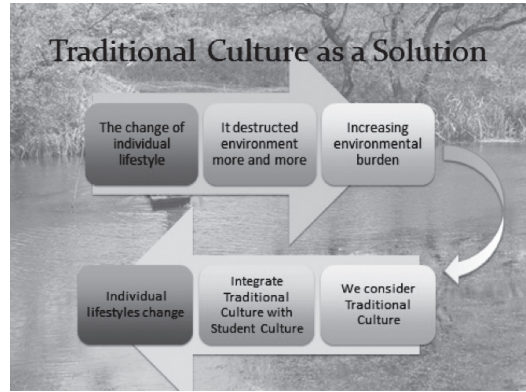 Traditional Culture as a Solution
The change of
individual
lifestyle
It destructed
environment
more and more
Increasing
environmental
burden
We consider
Traditional
Culture
Integrate
Traditional
Culture with
Student Culture
Individual
lifestyles change